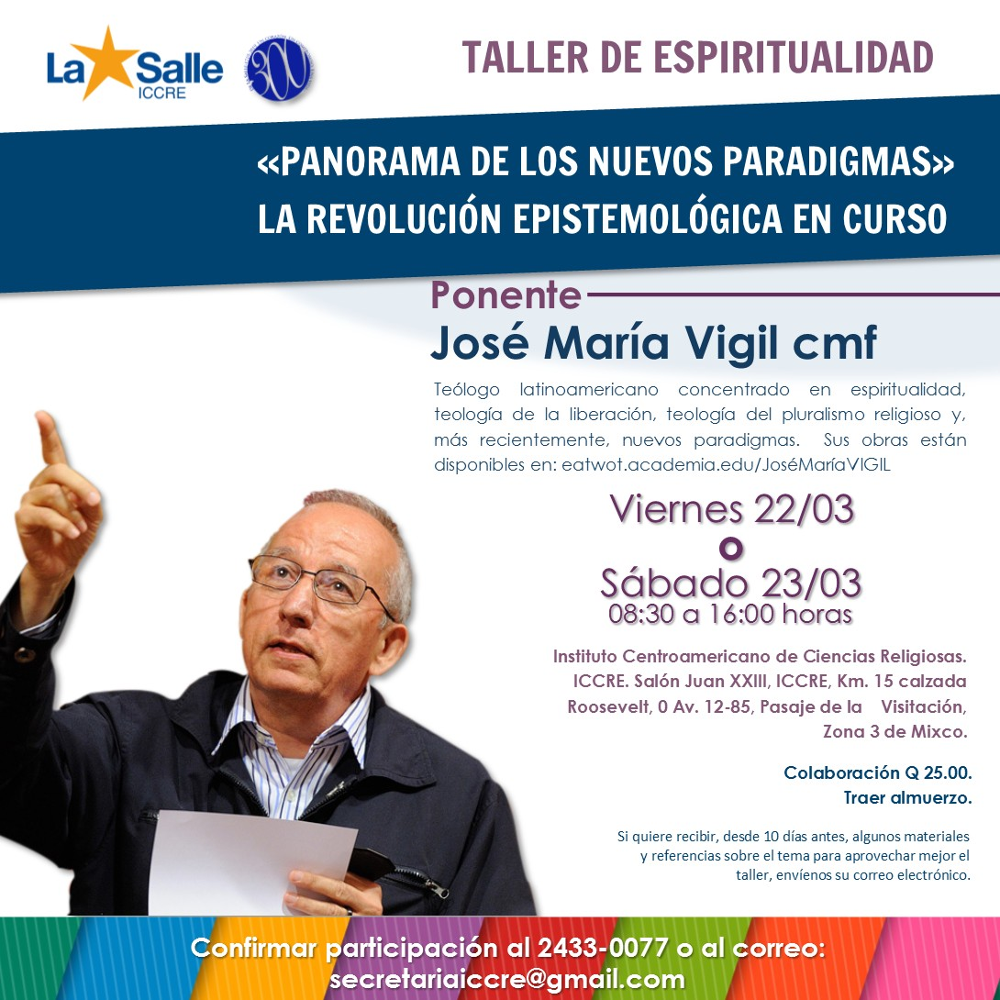 La Salle
ICCRE
300
TALLER DE ESPIRITUALIDAD
«PANORAMA DE LOS NUEVOS PARADIGMAS»
LA REVOLUCIÓN EPISTEMOLÓGICA EN CURSO
Ponente
José María Vigil cmf
Teólogo latinoamericano concentrado en espiritualidad,
teología de la liberación, teología del pluralismo religioso y,
más recientemente, nuevos paradigmas. Sus obras están
disponibles en: eatwot.academia.edu/JoséMaríaVIGIL
Viernes 22/03
o
Sábado 23/03
08:30 a 16:00 horas
Instituto Centroamericano de Ciencias Religiosas.
ICCRE. Salón Juan XXIII, ICCRE, Km. 15 calzada
Roosevelt, 0 Av. 12-85, Pasaje de la Visitación,
Zona 3 de Mixco.
Colaboración Q 25.00.
Traer almuerzo.
Si quiere recibir, desde 10 días antes, algunos materiales
y referencias sobre el tema para aprovechar mejor el
taller, envíenos su correo electrónico.
Confirmar participación al 2433-0077 o al correo:
secretariaiccre@gmail.com